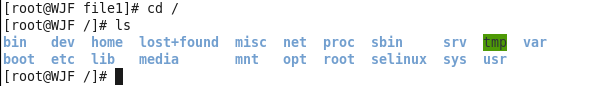 [root@WJF file1]# cd /
[root@WJF /]# ls
bin   dev  home  lost+found  misc  net  proc  sbin     srv  tmp  var
boot  etc  lib   media       mnt   opt  root  selinux  sys  usr
[root@WJF /]#